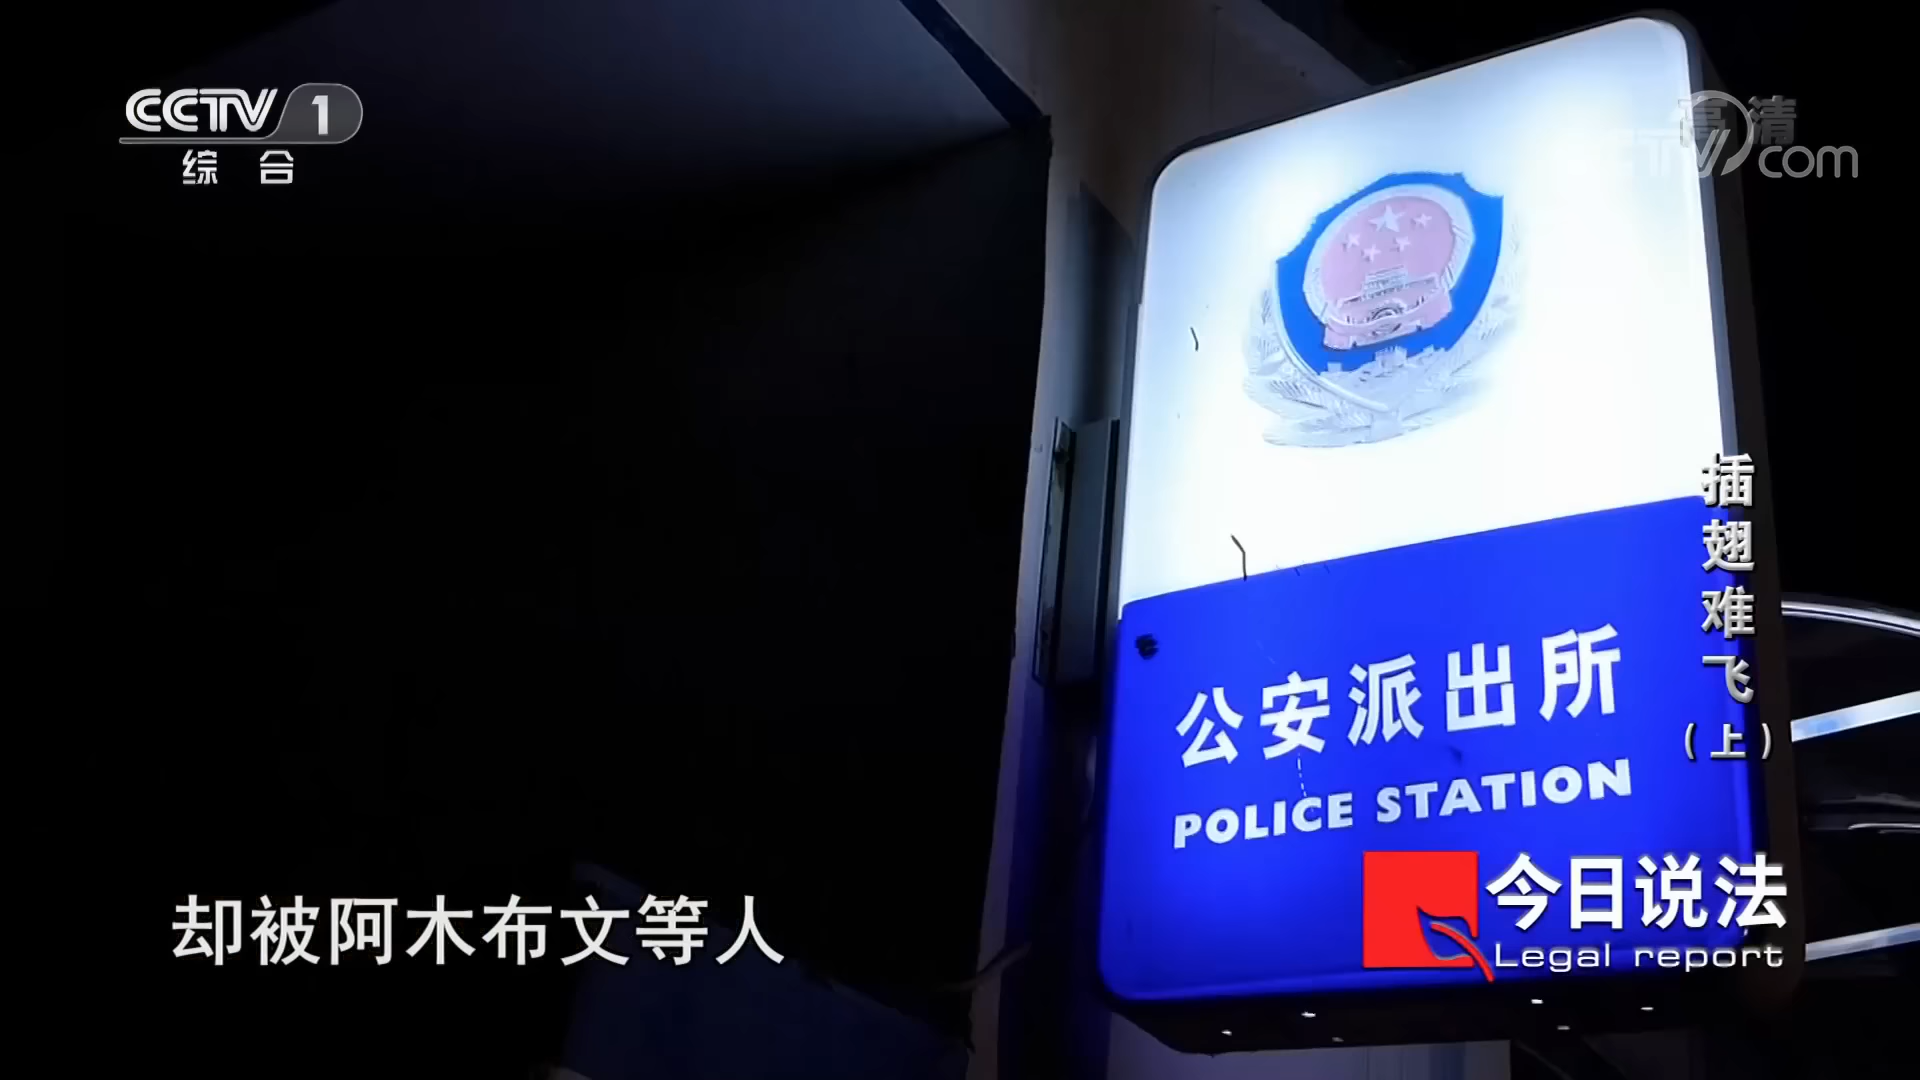 CCTV 1
综合
高清
CCTV.com
插翅难飞
（上）
公安派出所
POLICE STATION
却被阿木布文等人
今日说法
Legal report